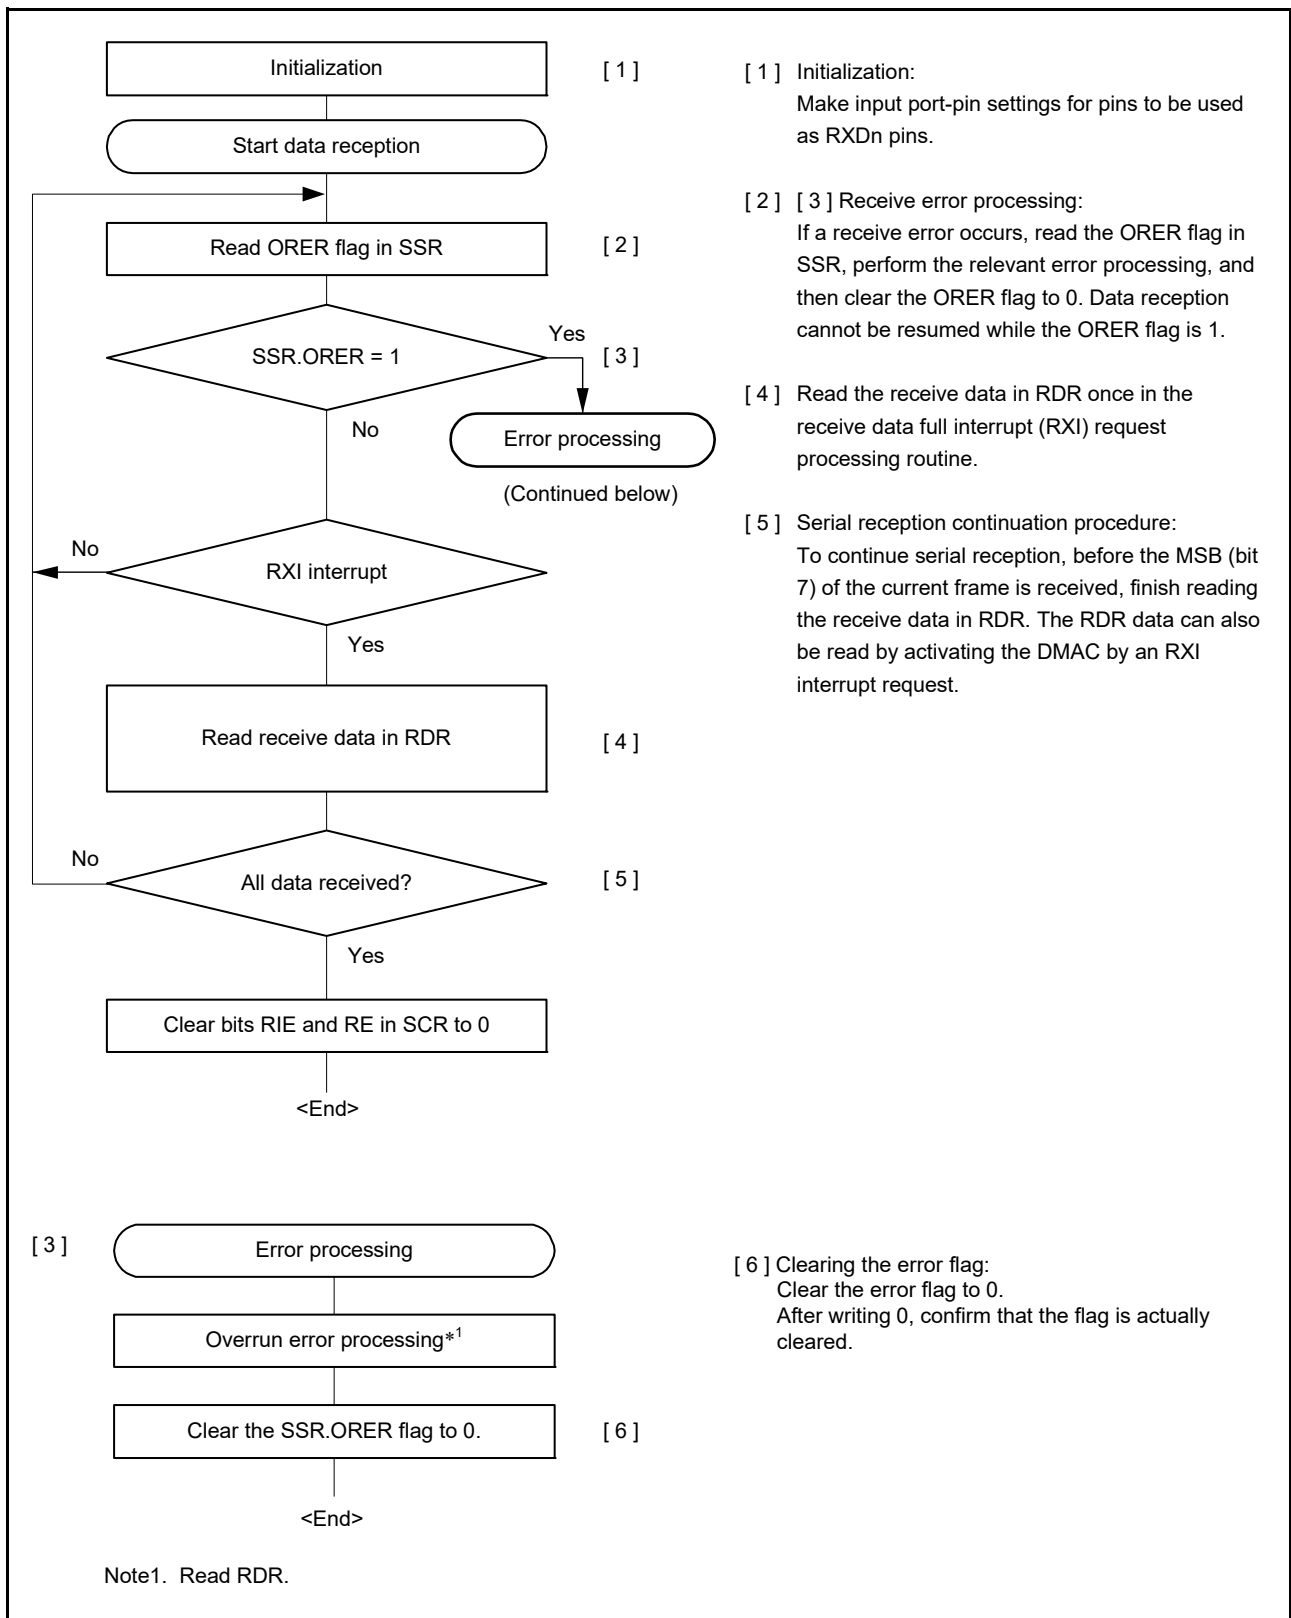 Initialization
[ 1 ]
Start data reception
Read ORER flag in SSR
[ 2 ]
SSR.ORER = 1
Yes
[ 3 ]
No
Error processing
(Continued below)
No
RXI interrupt
Yes
Read receive data in RDR
[ 4 ]
No
All data received?
[ 5 ]
Yes
Clear bits RIE and RE in SCR to 0
<End>
[ 1 ] Initialization:
Make input port-pin settings for pins to be used
as RXDn pins.
[ 2 ] [ 3 ] Receive error processing:
If a receive error occurs, read the ORER flag in
SSR, perform the relevant error processing, and
then clear the ORER flag to 0. Data reception
cannot be resumed while the ORER flag is 1.
[ 4 ] Read the receive data in RDR once in the
receive data full interrupt (RXI) request
processing routine.
[ 5 ] Serial reception continuation procedure:
To continue serial reception, before the MSB (bit
7) of the current frame is received, finish reading
the receive data in RDR. The RDR data can also
be read by activating the DMAC by an RXI
interrupt request.
[ 3 ]
Error processing
Overrun error processing*1
Clear the SSR.ORER flag to 0.
[ 6 ]
<End>
[ 6 ] Clearing the error flag:
Clear the error flag to 0.
After writing 0, confirm that the flag is actually
cleared.
Note1. Read RDR.